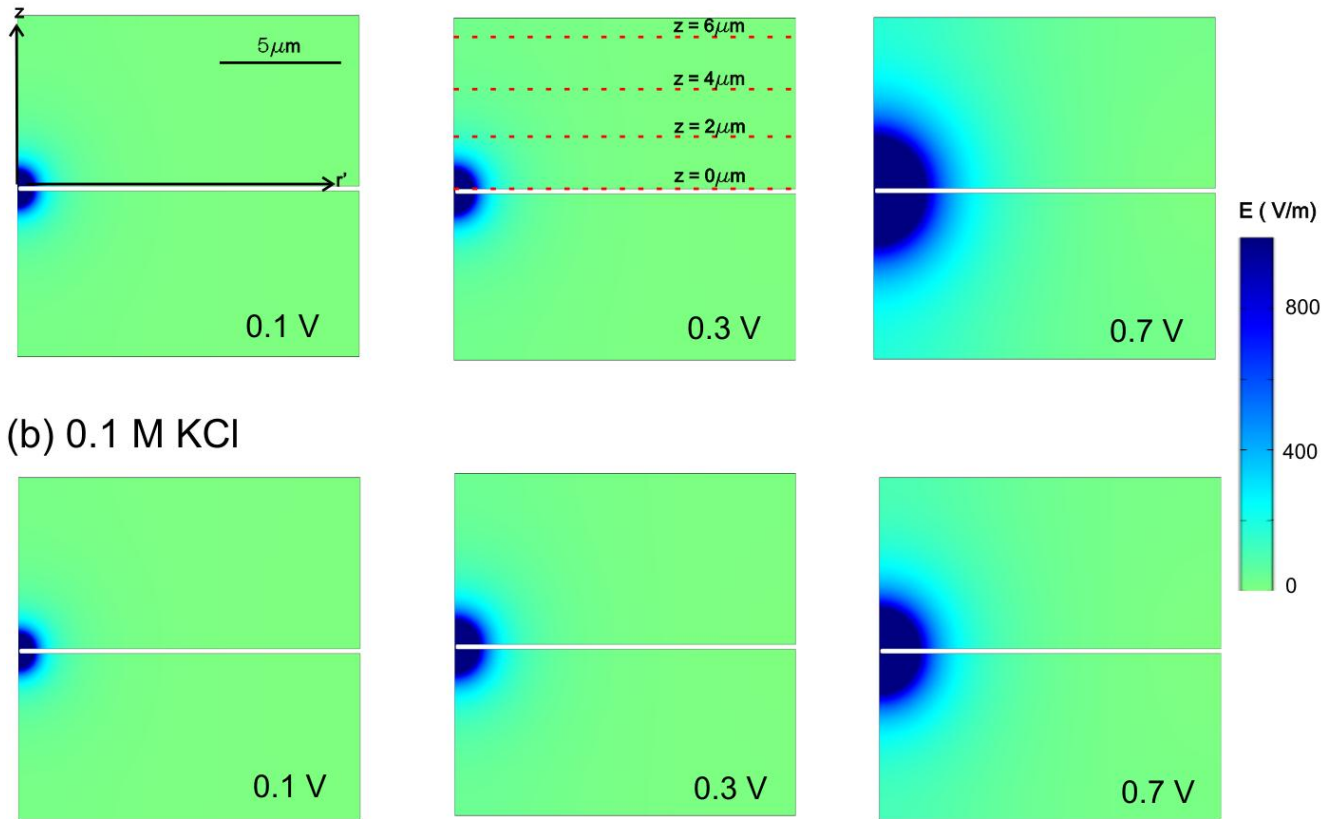 z
5μm
r'
0.1 V
z = 6μm
z = 4μm
z = 2μm
z = 0μm
0.3 V
0.7 V
E ( V/m)
800
400
0
(b) 0.1 M KCl
0.1 V
0.3 V
0.7 V